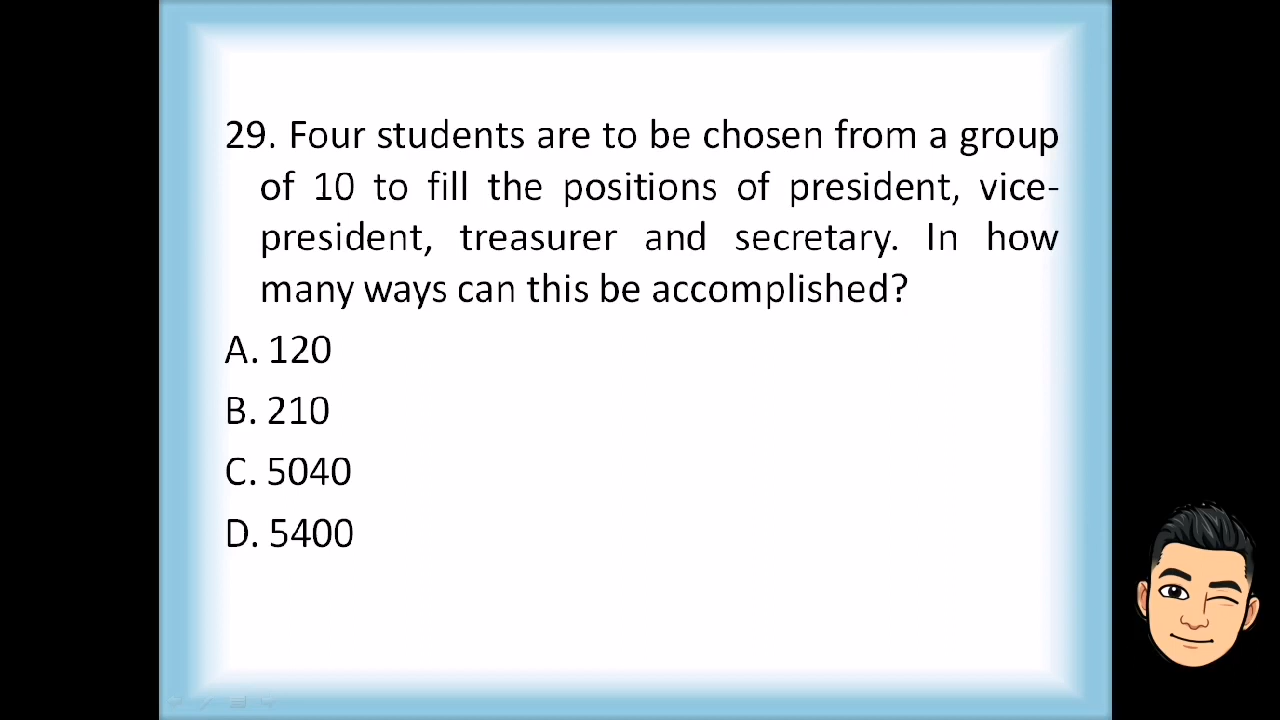 29. Four students are to be chosen from a group
of 10 to fill the positions of president, vice-
president, treasurer and secretary. In how
many ways can this be accomplished?
A. 120
B. 210
C. 5040
D. 5400